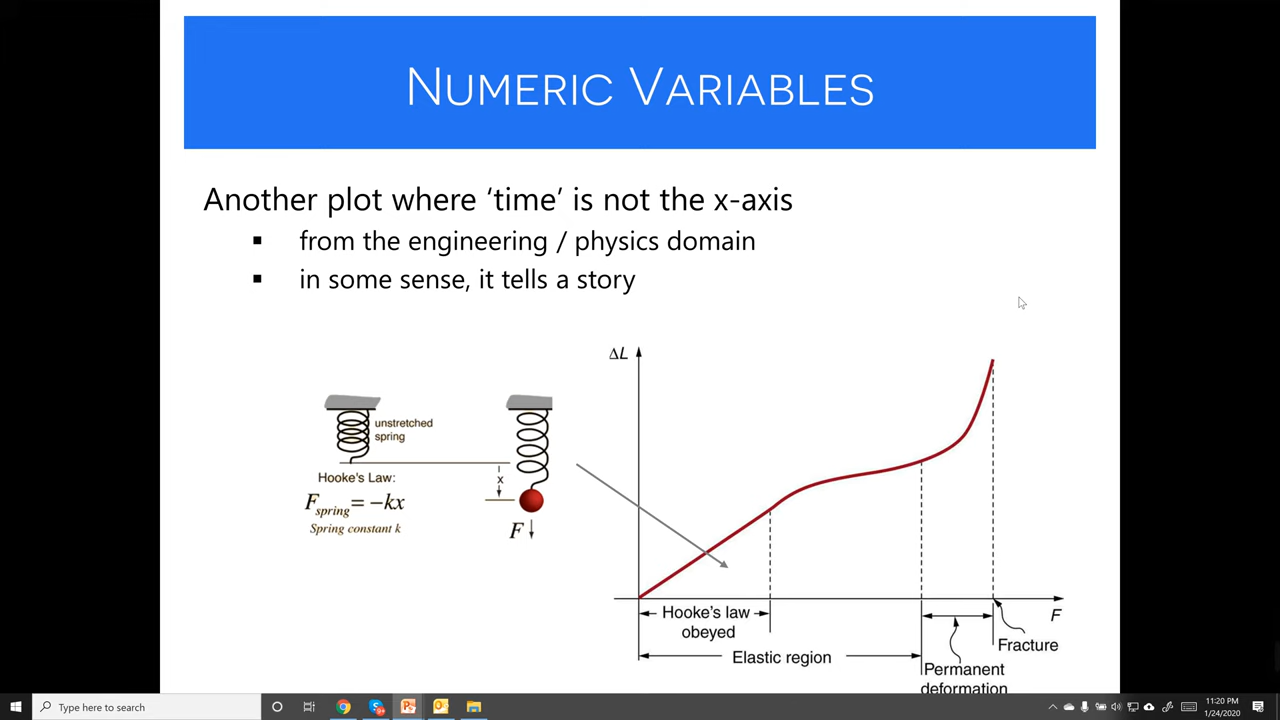 NUMERIC VARIABLES
Another plot where ‘time’ is not the x-axis
▪ from the engineering / physics domain
▪ in some sense, it tells a story
unstretched
spring
Hooke's Law:
x
F spring = −kx
Spring constant k
F
ΔL
F
Hooke’s law
obeyed
Elastic region
Fracture
Permanent
deformation
Type here to search
11:20 PM
1/24/2020